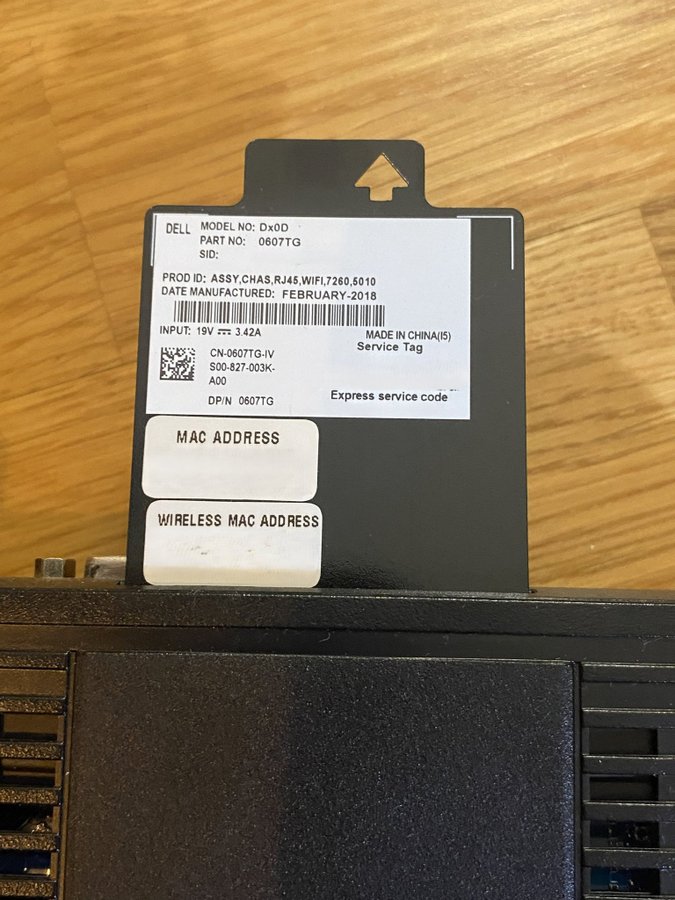 DELL MODEL NO: Dx0D
PART NO: 0607TG
SID:
PROD ID: ASSY,CHAS,RJ45,WIFI,7260,5010
DATE MANUFACTURED: FEBRUARY-2018
INPUT: 19V ⎓ 3.42A
MADE IN CHINA(I5)
Service Tag
CN-0607TG-IV
S00-827-003K-
A00
DP/N 0607TG
Express service code
MAC ADDRESS
WIRELESS MAC ADDRESS